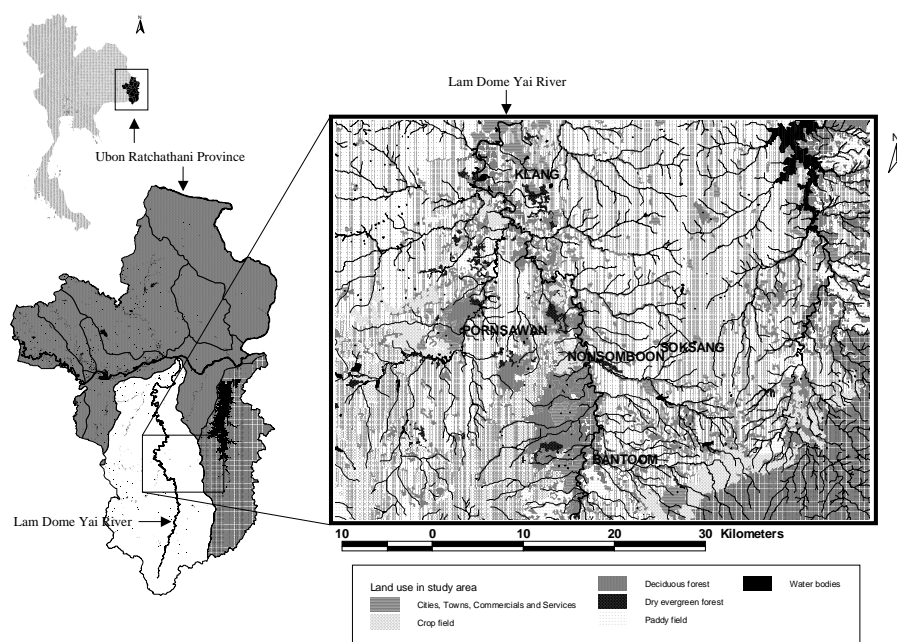 N
Ubon Ratchathani Province
Lam Dome Yai River
Lam Dome Yai River
N
KLANG
PORNSAWAN
NONSOMBOON
SOKSANG
BANTOOM
10 0 10 20 30 Kilometers
Land use in study area
Cities, Towns, Commercials and Services
Crop field
Deciduous forest
Dry evergreen forest
Paddy field
Water bodies